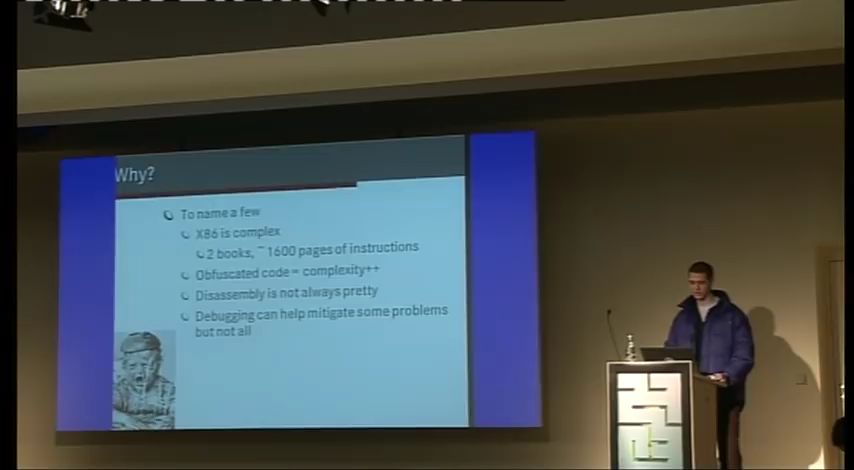 Why?
To name a few
X86 is complex
2 books, ~1600 pages of instructions
Obfuscated code = complexity++
Disassembly is not always pretty
Debugging can help mitigate some problems
but not all